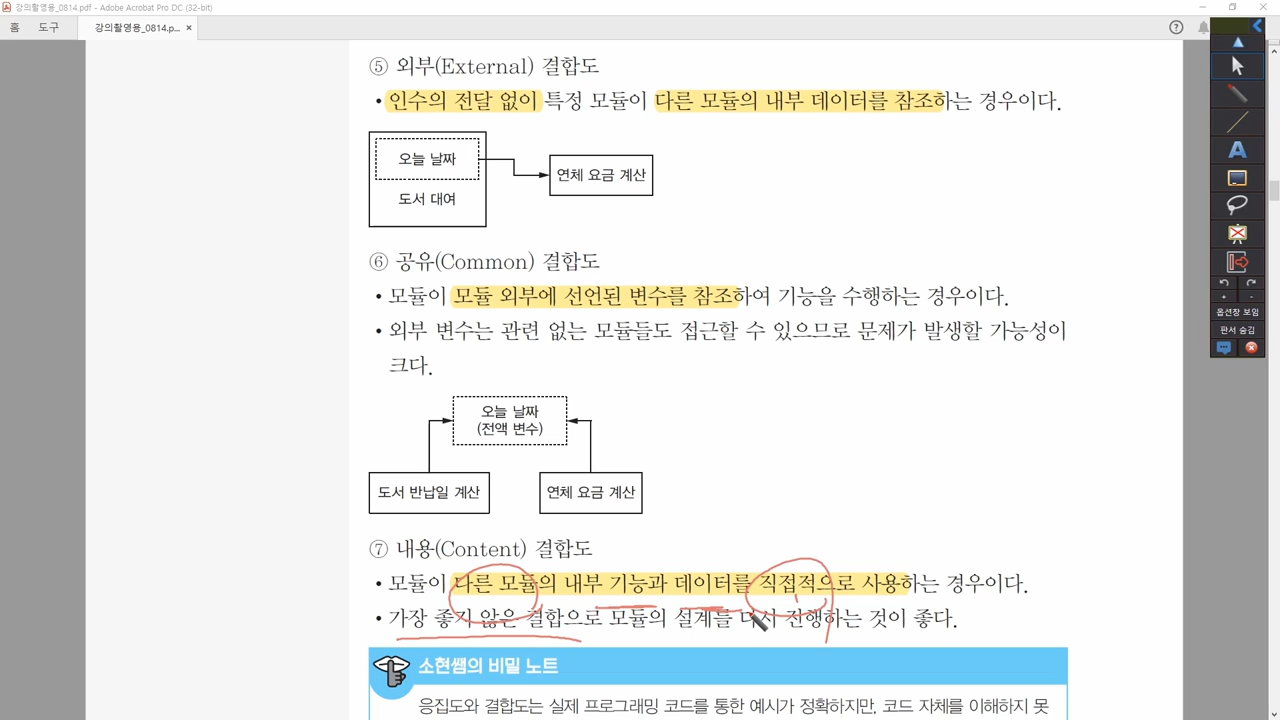 강의촬영용_0814.pdf - Adobe Acrobat Pro DC (32-bit)
홈 도구 강의촬영용_0814.p... ×
⑤ 외부(External) 결합도
• 인수의 전달 없이 특정 모듈이 다른 모듈의 내부 데이터를 참조하는 경우이다.
오늘 날짜
연체 요금 계산
도서 대여
⑥ 공유(Common) 결합도
• 모듈이 모듈 외부에 선언된 변수를 참조하여 기능을 수행하는 경우이다.
• 외부 변수는 관련 없는 모듈들도 접근할 수 있으므로 문제가 발생할 가능성이
크다.
오늘 날짜
(전액 변수)
도서 반납일 계산
연체 요금 계산
⑦ 내용(Content) 결합도
• 모듈이 다른 모듈의 내부 기능과 데이터를 직접적으로 사용하는 경우이다.
• 가장 좋지 않은 결합으로 모듈의 설계를 다시 진행하는 것이 좋다.
소현쌤의 비밀 노트
응집도와 결합도는 실제 프로그래밍 코드를 통한 예시가 정확하지만, 코드 자체를 이해하지 못
옵션창 보임
판서 숨김